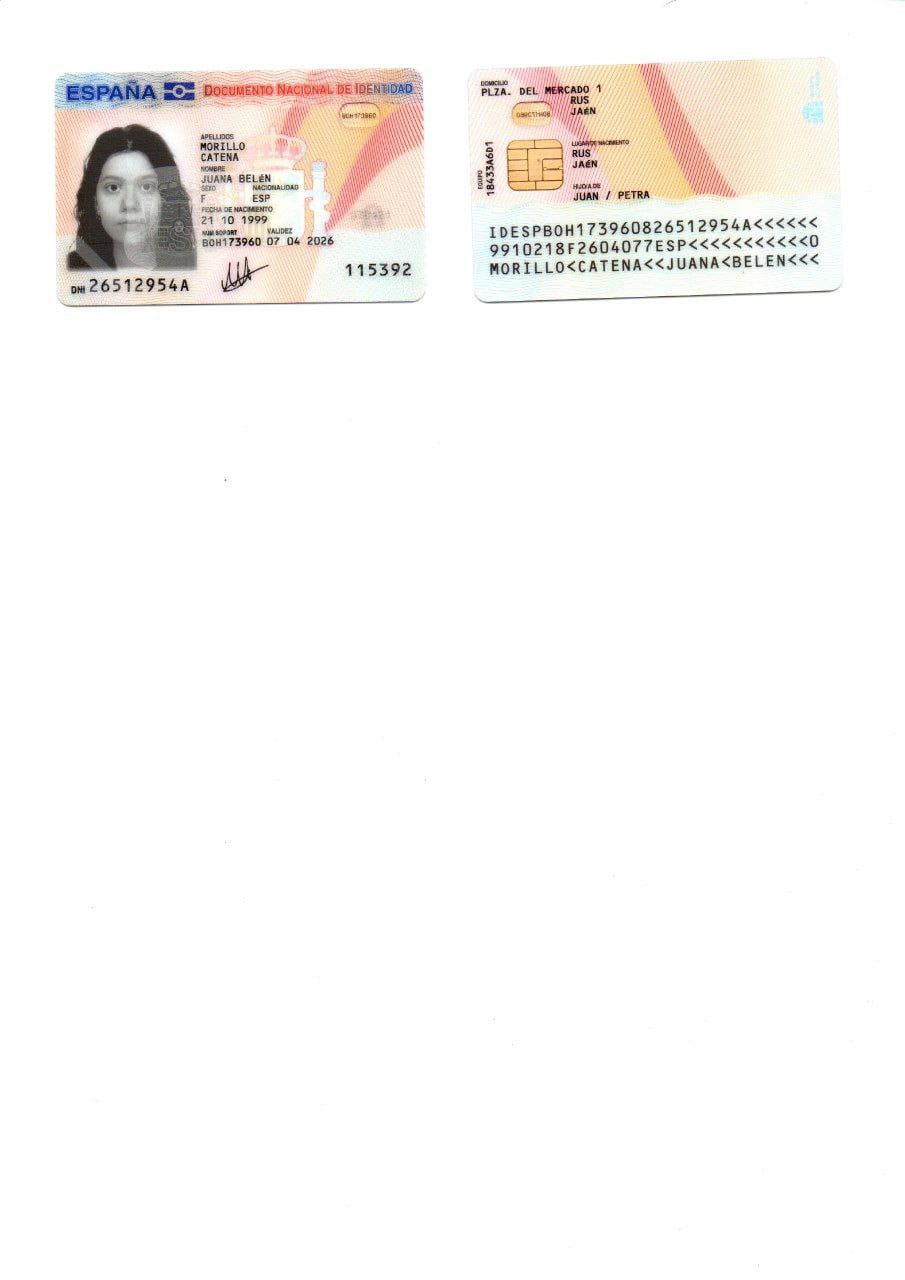 ESPAÑA DOCUMENTO NACIONAL DE IDENTIDAD
BOH173960
APELLIDOS
MORILLO
CATENA
NOMBRE
JUANA BELÉN
SEXO NACIONALIDAD
F ESP
FECHA DE NACIMIENTO
21 10 1999
NUM SOPORT VALIDEZ
BOH173960 07 04 2026
115392
DNI 26512954A
DOMICILIO
PLZA. DEL MERCADO 1
RUS
JAÉN
LUGAR DE NACIMIENTO
RUS
JAÉN
HIJO/A DE
JUAN / PETRA
EQUIPO
18433A6D1
IDESPBOH173960826512954A<<<<<<
9910218F2604077ESP<<<<<<<<<<<0
MORILLO<CATENA<<JUANA<BELEN<<<